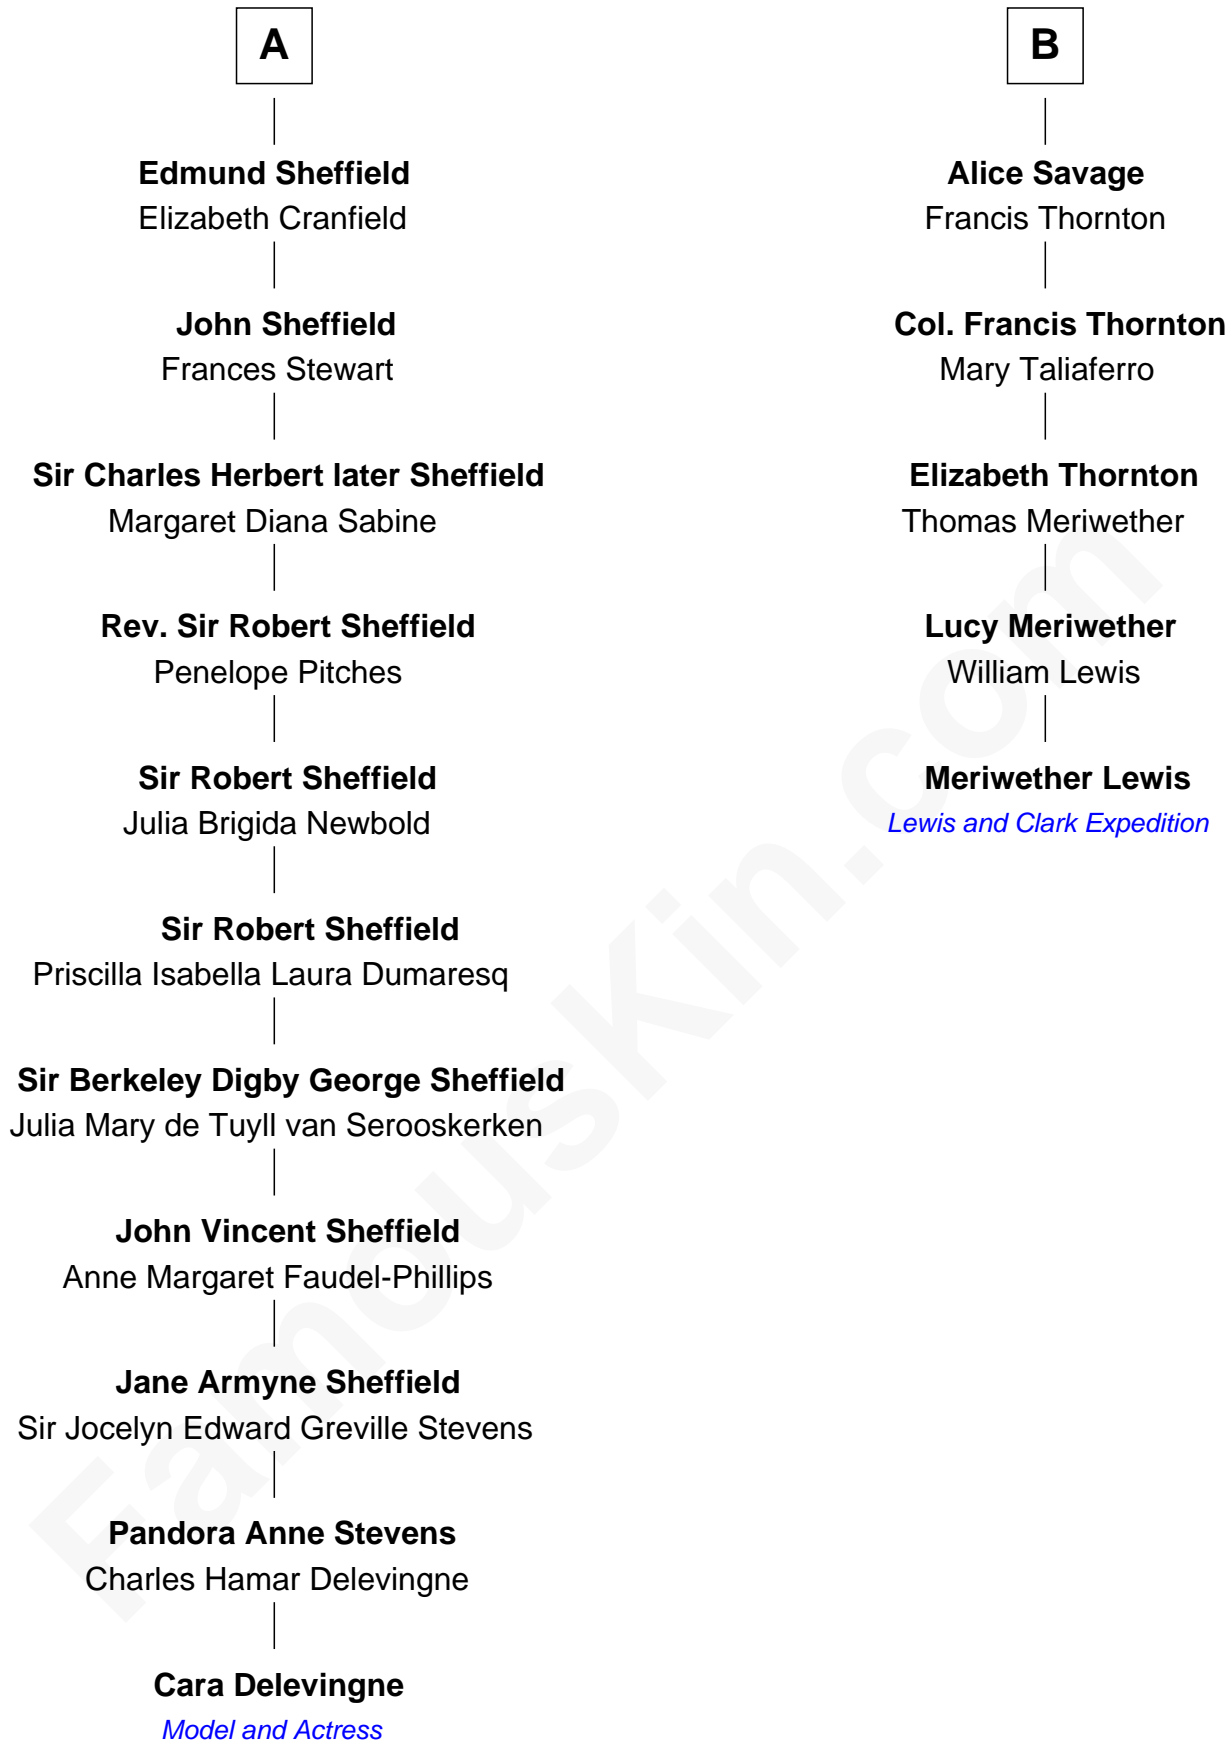 A
Edmund Sheffield
Elizabeth Cranfield
John Sheffield
Frances Stewart
Sir Charles Herbert later Sheffield
Margaret Diana Sabine
Rev. Sir Robert Sheffield
Penelope Pitches
Sir Robert Sheffield
Julia Brigida Newbold
Sir Robert Sheffield
Priscilla Isabella Laura Dumaresq
Sir Berkeley Digby George Sheffield
Julia Mary de Tuyll van Serooskerken
John Vincent Sheffield
Anne Margaret Faudel-Phillips
Jane Armyne Sheffield
Sir Jocelyn Edward Greville Stevens
Pandora Anne Stevens
Charles Hamar Delevingne
Cara Delevingne
Model and Actress
B
Alice Savage
Francis Thornton
Col. Francis Thornton
Mary Taliaferro
Elizabeth Thornton
Thomas Meriwether
Lucy Meriwether
William Lewis
Meriwether Lewis
Lewis and Clark Expedition
FamousKin.com